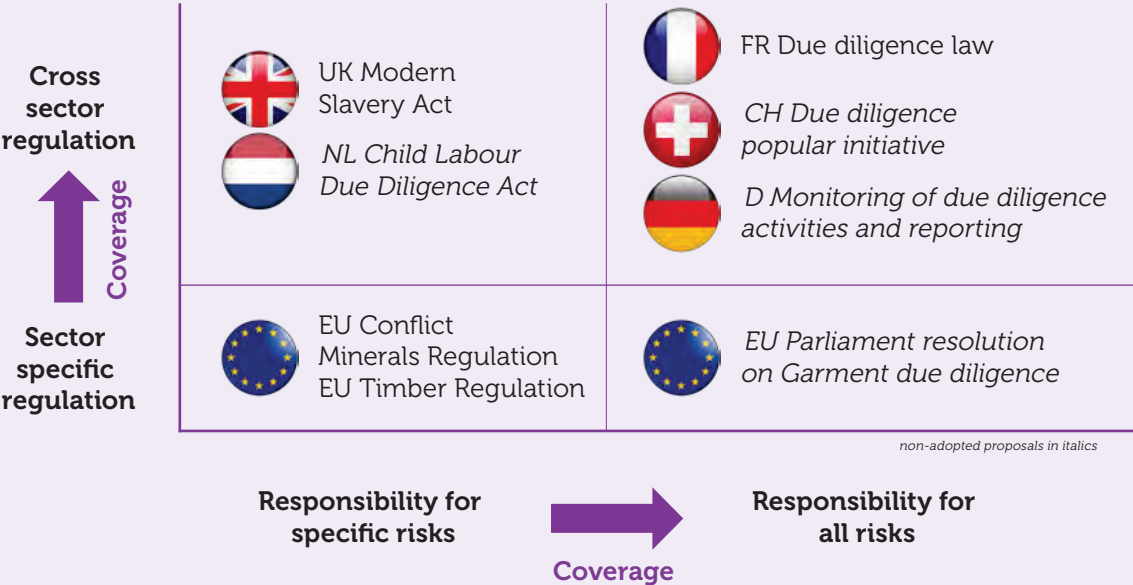 Cross
sector
regulation
Coverage
Sector
specific
regulation
UK Modern
Slavery Act
NL Child Labour
Due Diligence Act
FR Due diligence law
CH Due diligence
popular initiative
D Monitoring of due diligence
activities and reporting
EU Conflict
Minerals Regulation
EU Timber Regulation
EU Parliament resolution
on Garment due diligence
non-adopted proposals in italics
Responsibility for
specific risks
Responsibility for
all risks
Coverage